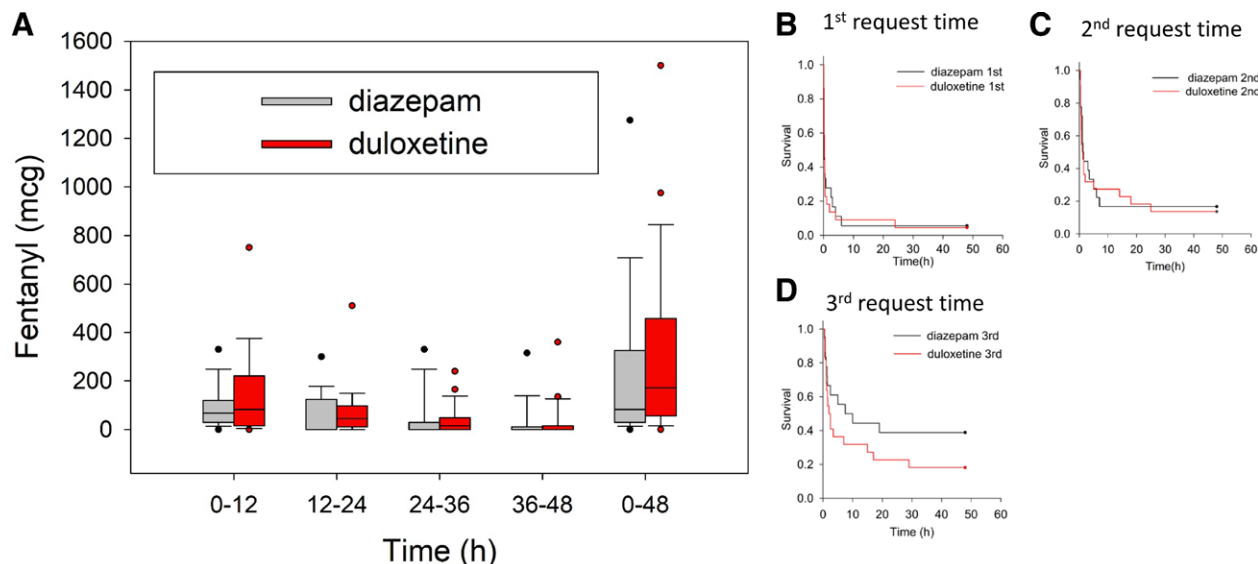 A
1600
1400
1200
1000
800
600
400
200
0
Fentanyl (mcg)
diazepam
duloxetine
0-12 12-24 24-36 36-48 0-48
Time (h)
B 1st request time
diazepam 1st
duloxetine 1st
1.0
0.8
0.6
0.4
0.2
0.0
Survival
0 10 20 30 40 50 60
Time(h)
C 2nd request time
diazepam 2nd
duloxetine 2nd
1.0
0.8
0.6
0.4
0.2
0.0
Survival
0 10 20 30 40 50 60
Time(h)
D 3rd request time
diazepam 3rd
duloxetine 3rd
1.0
0.8
0.6
0.4
0.2
0.0
Survival
0 10 20 30 40 50 60
Time (h)